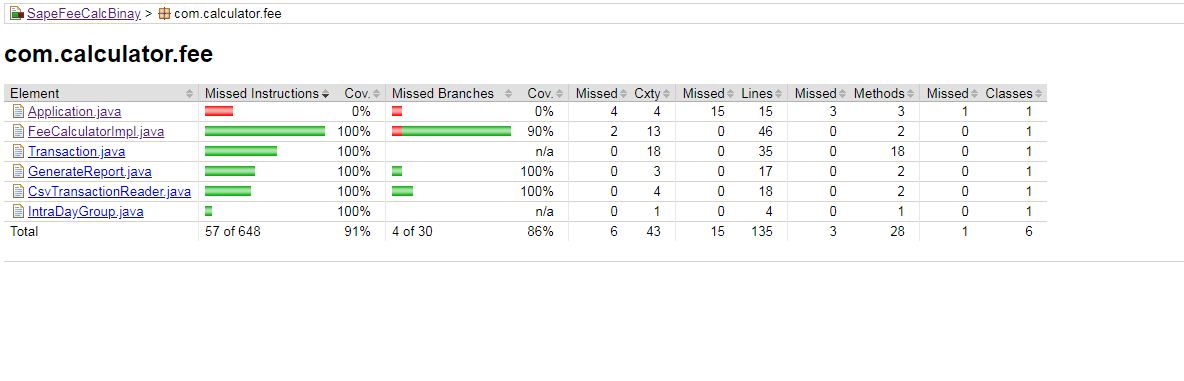 SapeFeeCalcBinay > com.calculator.fee
com.calculator.fee
Element Missed Instructions Cov. Missed Branches Cov. Missed Cxty Missed Lines Missed Methods Missed Classes
Application.java 0% 0% 4 4 15 15 3 3 1 1
FeeCalculatorImpl.java 100% 90% 2 13 0 46 0 2 0 1
Transaction.java 100% n/a 0 18 0 35 0 18 0 1
GenerateReport.java 100% 100% 0 3 0 17 0 2 0 1
CsvTransactionReader.java 100% 100% 0 4 0 18 0 2 0 1
IntraDayGroup.java 100% n/a 0 1 0 4 0 1 0 1
Total 57 of 648 91% 4 of 30 86% 6 43 15 135 3 28 1 6